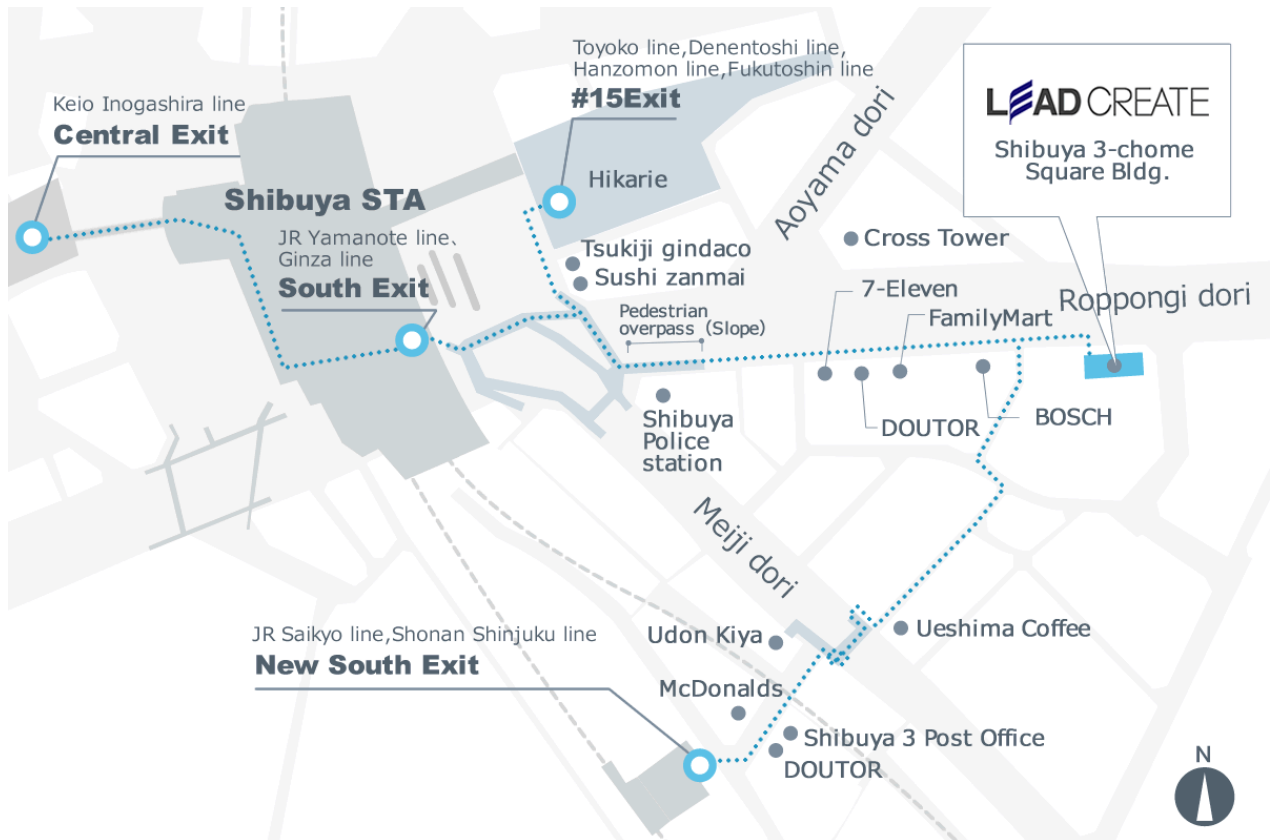 Toyoko line,Denentoshi line,
Hanzomon line,Fukutoshin line
#15Exit
Keio Inogashira line
Central Exit
LEAD CREATE
Shibuya 3-chome
Square Bldg.
Aoyama dori
Hikarie
Shibuya STA
JR Yamanote line、
Ginza line
South Exit
Tsukiji gindaco
Sushi zanmai
Cross Tower
7-Eleven
Roppongi dori
Pedestrian
overpass (Slope)
FamilyMart
Shibuya
Police
station
DOUTOR
BOSCH
Meiji dori
JR Saikyo line,Shonan Shinjuku line
New South Exit
Udon Kiya
Ueshima Coffee
McDonalds
Shibuya 3 Post Office
DOUTOR
N